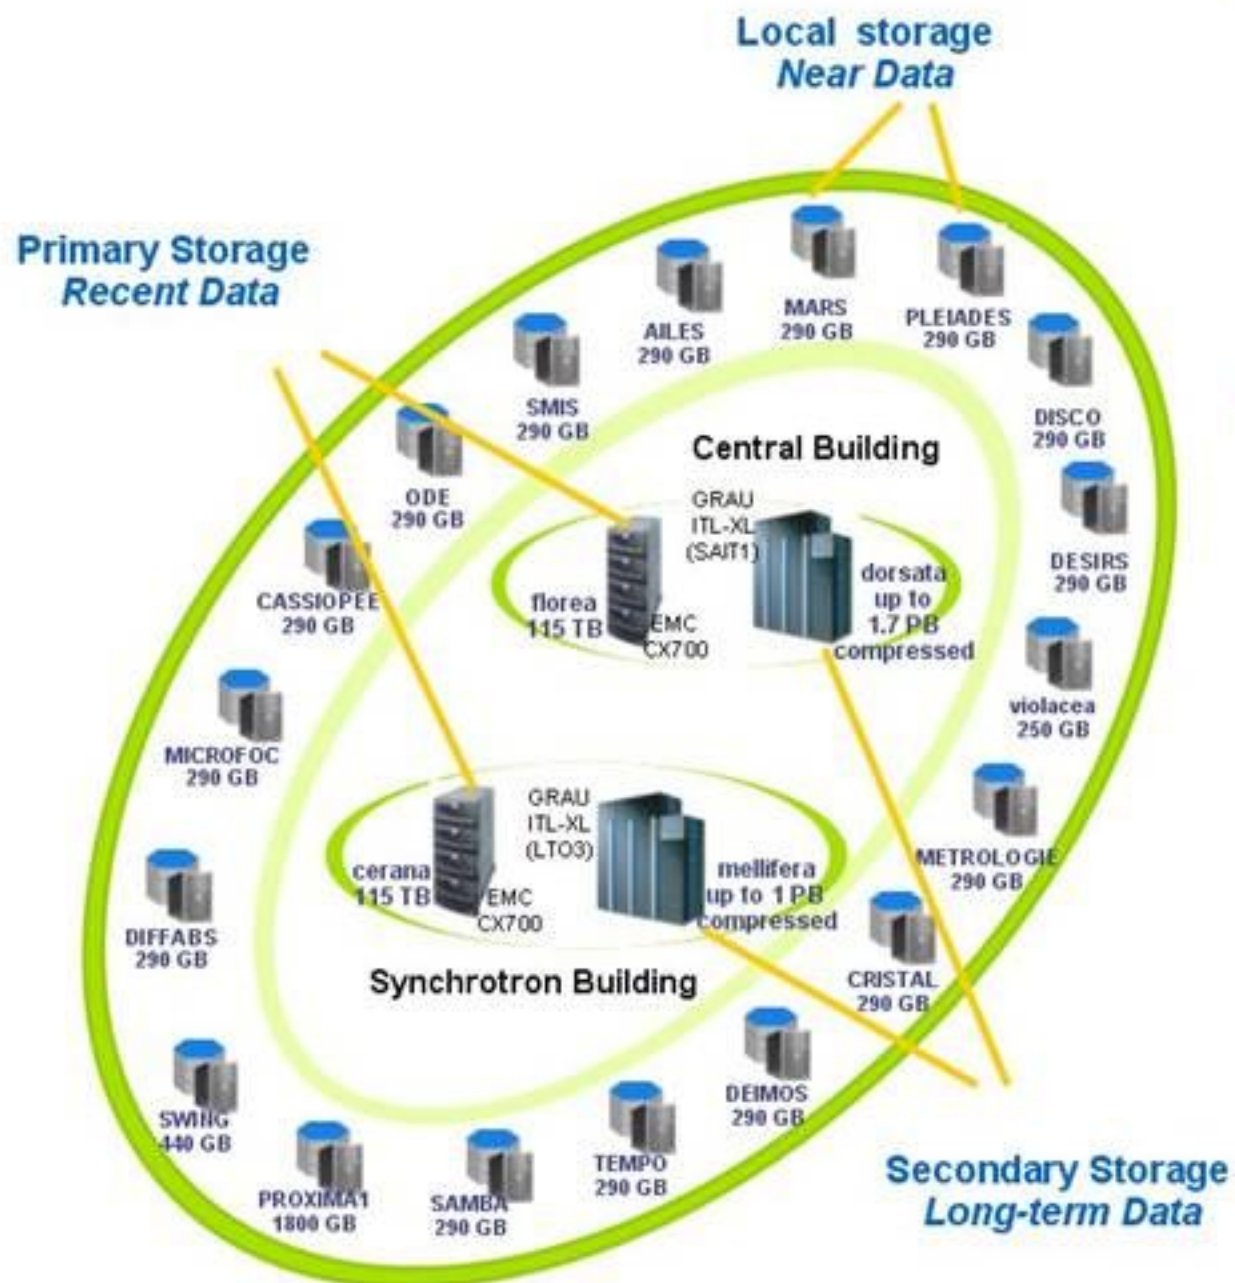 Local storage
Near Data
Primary Storage
Recent Data
MARS
290 GB
PLEIADES
290 GB
AILES
290 GB
SMIS
290 GB
DISCO
290 GB
ODE
290 GB
Central Building
GRAU
ITL-XL
(SAIT1)
DESIRS
290 GB
CASSIOPEE
290 GB
florea
115 TB
EMC
CX700
dorsata
up to
1.7 PB
compressed
violacea
250 GB
MICROFOC
290 GB
METROLOGIE
290 GB
GRAU
ITL-XL
(LTO3)
cerana
115 TB
EMC
CX700
mellifera
up to 1 PB
compressed
DIFFABS
290 GB
CRISTAL
290 GB
Synchrotron Building
DEIMOS
290 GB
SWING
440 GB
TEMPO
290 GB
PROXIMA1
1800 GB
SAMBA
290 GB
Secondary Storage
Long-term Data